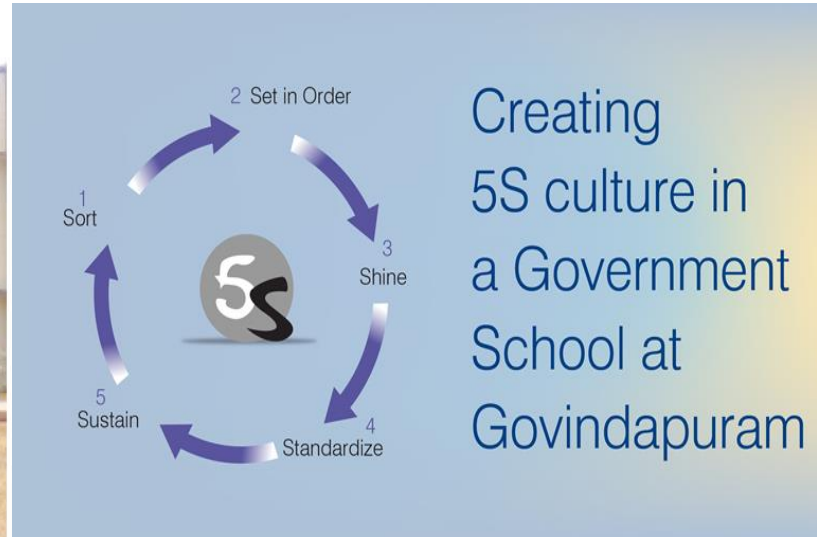 2 Set in Order
1
Sort
3
Shine
5S
5
Sustain
4
Standardize
Creating
5S culture in
a Government
School at
Govindapuram